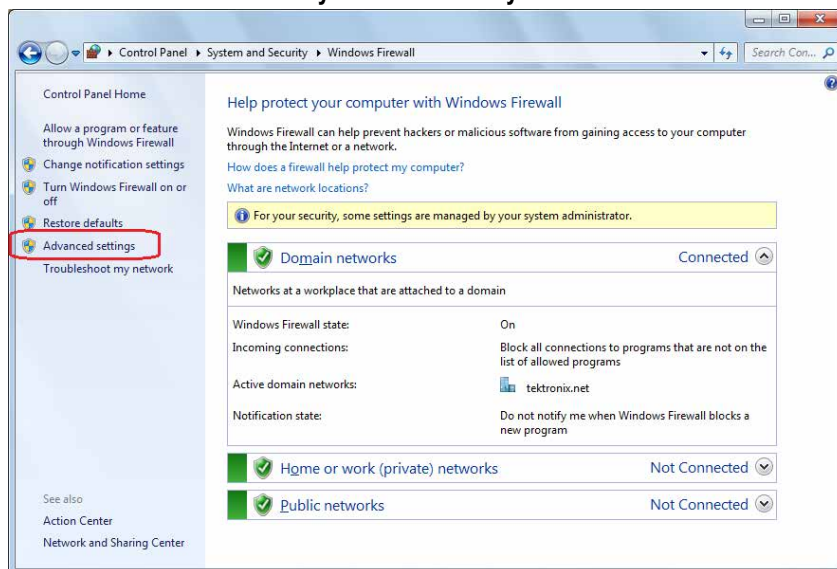 Control Panel ▸ System and Security ▸ Windows Firewall
Search Con...
Control Panel Home
Allow a program or feature
through Windows Firewall
Change notification settings
Turn Windows Firewall on or
off
Restore defaults
Advanced settings
Troubleshoot my network
See also
Action Center
Network and Sharing Center
Help protect your computer with Windows Firewall
Windows Firewall can help prevent hackers or malicious software from gaining access to your computer
through the Internet or a network.
How does a firewall help protect my computer?
What are network locations?
For your security, some settings are managed by your system administrator.
Domain networks Connected
Networks at a workplace that are attached to a domain
Windows Firewall state: On
Incoming connections: Block all connections to programs that are not on the
list of allowed programs
Active domain networks: tektronix.net
Notification state: Do not notify me when Windows Firewall blocks a
new program
Home or work (private) networks Not Connected
Public networks Not Connected